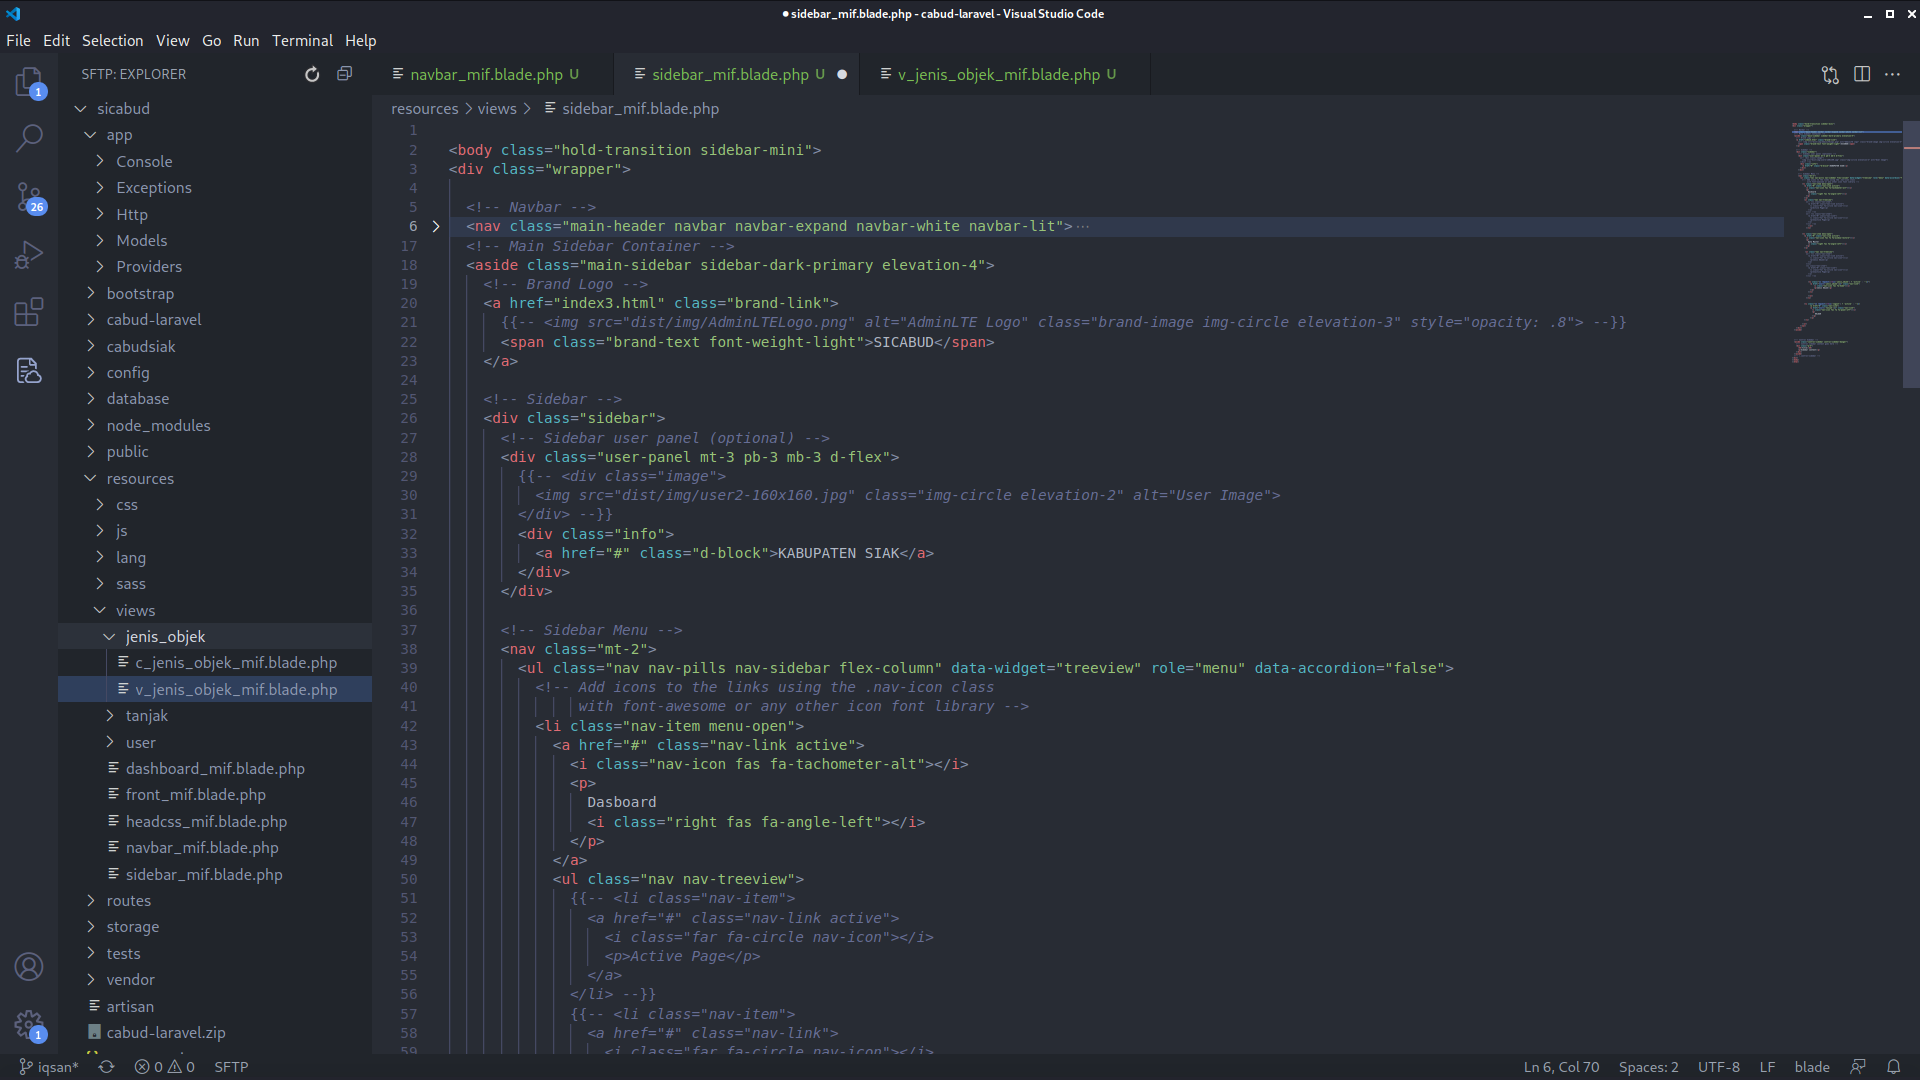 ● sidebar_mif.blade.php - cabud-laravel - Visual Studio Code
File Edit Selection View Go Run Terminal Help
SFTP: EXPLORER
navbar_mif.blade.php U
sidebar_mif.blade.php U ●
v_jenis_objek_mif.blade.php U
resources > views > sidebar_mif.blade.php
1
26
1
sicabud
app
Console
Exceptions
Http
Models
Providers
bootstrap
cabud-laravel
cabudsiak
config
database
node_modules
public
resources
css
js
lang
sass
views
jenis_objek
c_jenis_objek_mif.blade.php
v_jenis_objek_mif.blade.php
tanjak
user
dashboard_mif.blade.php
front_mif.blade.php
headcss_mif.blade.php
navbar_mif.blade.php
sidebar_mif.blade.php
routes
storage
tests
vendor
artisan
cabud-laravel.zip
1
2 <body class="hold-transition sidebar-mini">
3 <div class="wrapper">
4
5 <!-- Navbar -->
6 <nav class="main-header navbar navbar-expand navbar-white navbar-lit">···
17 <!-- Main Sidebar Container -->
18 <aside class="main-sidebar sidebar-dark-primary elevation-4">
19 <!-- Brand Logo -->
20 <a href="index3.html" class="brand-link">
21 {{-- <img src="dist/img/AdminLTELogo.png" alt="AdminLTE Logo" class="brand-image img-circle elevation-3" style="opacity: .8"> --}}
22 <span class="brand-text font-weight-light">SICABUD</span>
23 </a>
24
25 <!-- Sidebar -->
26 <div class="sidebar">
27 <!-- Sidebar user panel (optional) -->
28 <div class="user-panel mt-3 pb-3 mb-3 d-flex">
29 {{-- <div class="image">
30 <img src="dist/img/user2-160x160.jpg" class="img-circle elevation-2" alt="User Image">
31 </div> --}}
32 <div class="info">
33 <a href="#" class="d-block">KABUPATEN SIAK</a>
34 </div>
35 </div>
36
37 <!-- Sidebar Menu -->
38 <nav class="mt-2">
39 <ul class="nav nav-pills nav-sidebar flex-column" data-widget="treeview" role="menu" data-accordion="false">
40 <!-- Add icons to the links using the .nav-icon class
41 with font-awesome or any other icon font library -->
42 <li class="nav-item menu-open">
43 <a href="#" class="nav-link active">
44 <i class="nav-icon fas fa-tachometer-alt"></i>
45 <p>
46 Dasboard
47 <i class="right fas fa-angle-left"></i>
48 </p>
49 </a>
50 <ul class="nav nav-treeview">
51 {{-- <li class="nav-item">
52 <a href="#" class="nav-link active">
53 <i class="far fa-circle nav-icon"></i>
54 <p>Active Page</p>
55 </a>
56 </li> --}}
57 {{-- <li class="nav-item">
58 <a href="#" class="nav-link">
59 <i class="far fa-circle nav-icon"></i>
iqsan* 0 0 SFTP
Ln 6, Col 70 Spaces: 2 UTF-8 LF blade